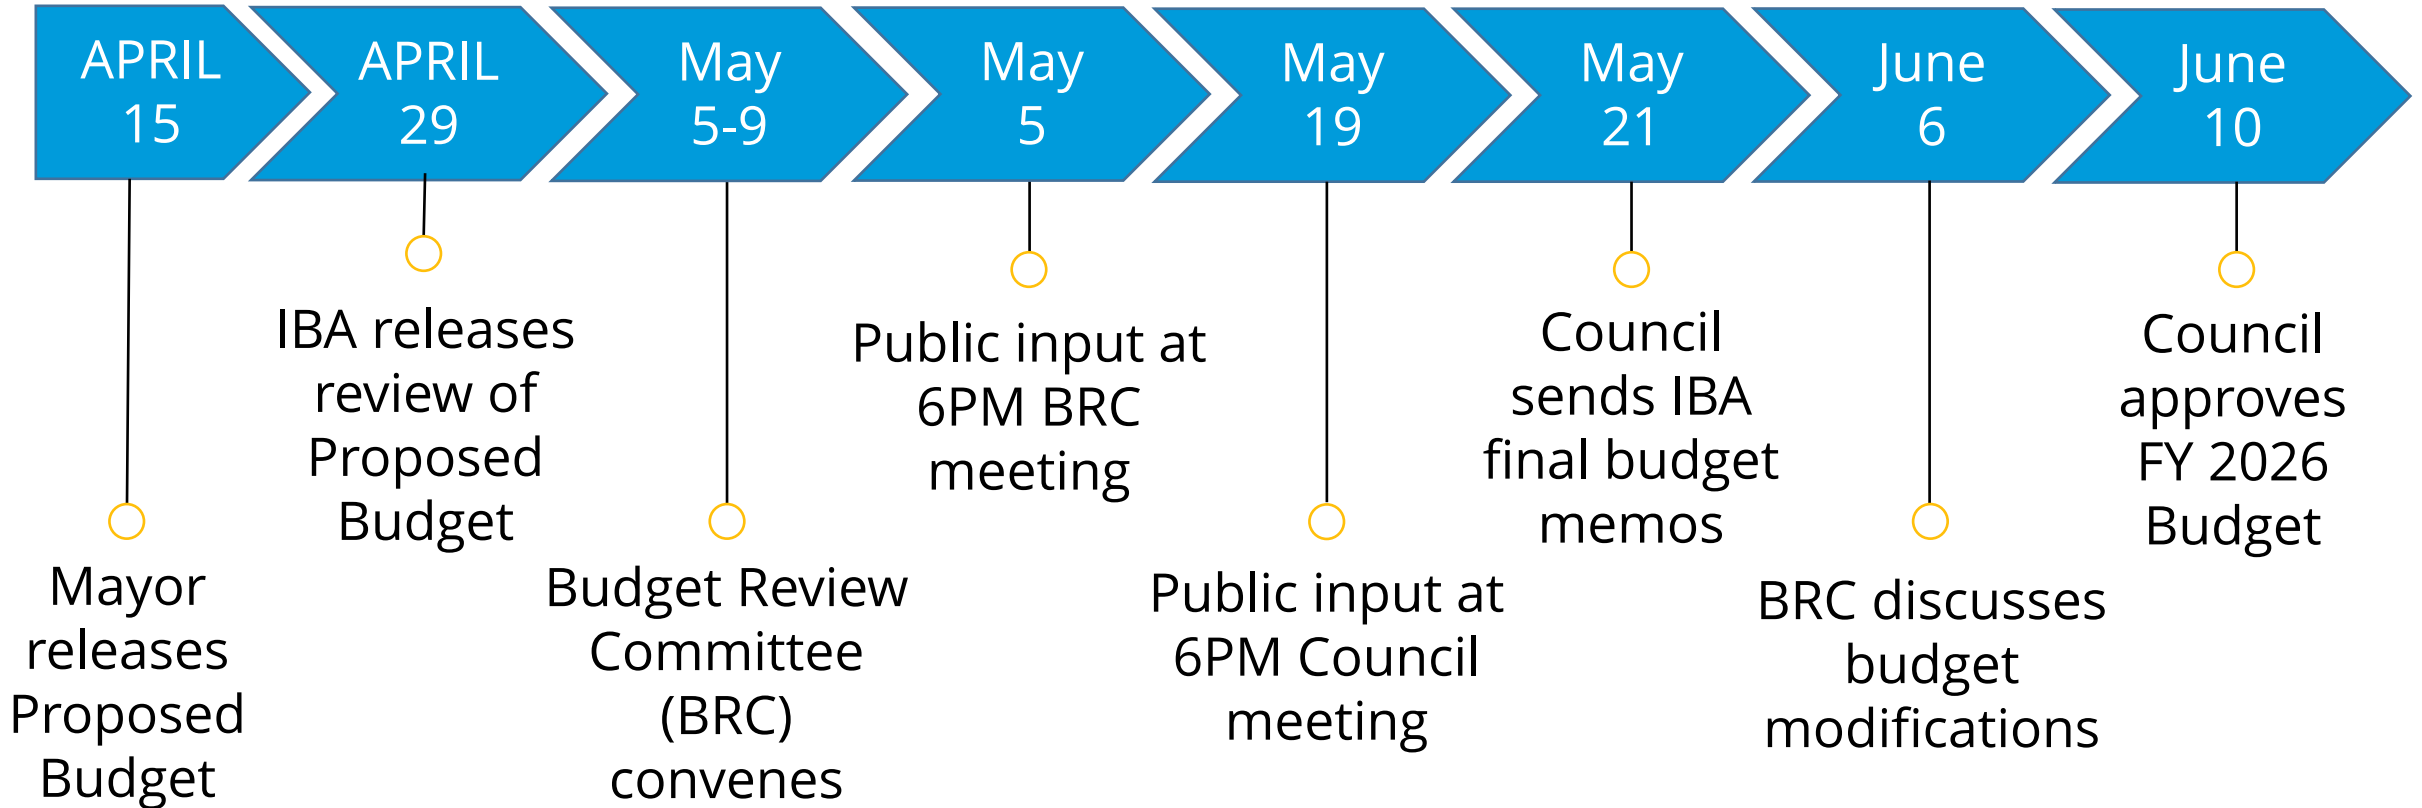 APRIL
15
APRIL
29
May
5-9
May
5
May
19
May
21
June
6
June
10
Mayor
releases
Proposed
Budget
IBA releases
review of
Proposed
Budget
Budget Review
Committee
(BRC)
convenes
Public input at
6PM BRC
meeting
Public input at
6PM Council
meeting
Council
sends IBA
final budget
memos
BRC discusses
budget
modifications
Council
approves
FY 2026
Budget